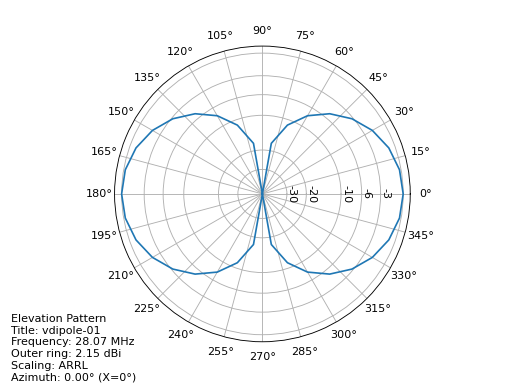 90°
105° 75°
120° 60°
135° 45°
150° 30°
165° 15°
180° -30 -20 -10 -6 -3 0°
195° 345°
210° 330°
225° 315°
240° 300°
255° 285°
270°
Elevation Pattern
Title: vdipole-01
Frequency: 28.07 MHz
Outer ring: 2.15 dBi
Scaling: ARRL
Azimuth: 0.00° (X=0°)